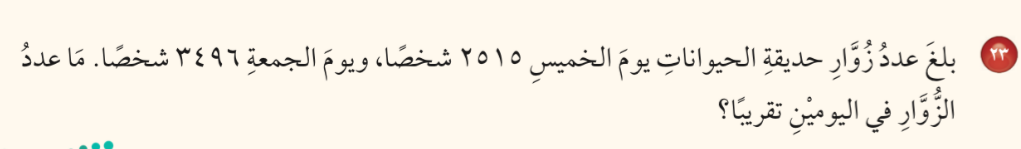 ٢٣ بلغَ عددُ زُوَّارِ حديقةِ الحيواناتِ يومَ الخميسِ ٢٥١٥ شخصًا، ويومَ الجمعةِ ٣٤٩٦ شخصًا. مَا عددُ
الزُّوَّارِ في اليوميْنِ تقريبًا؟